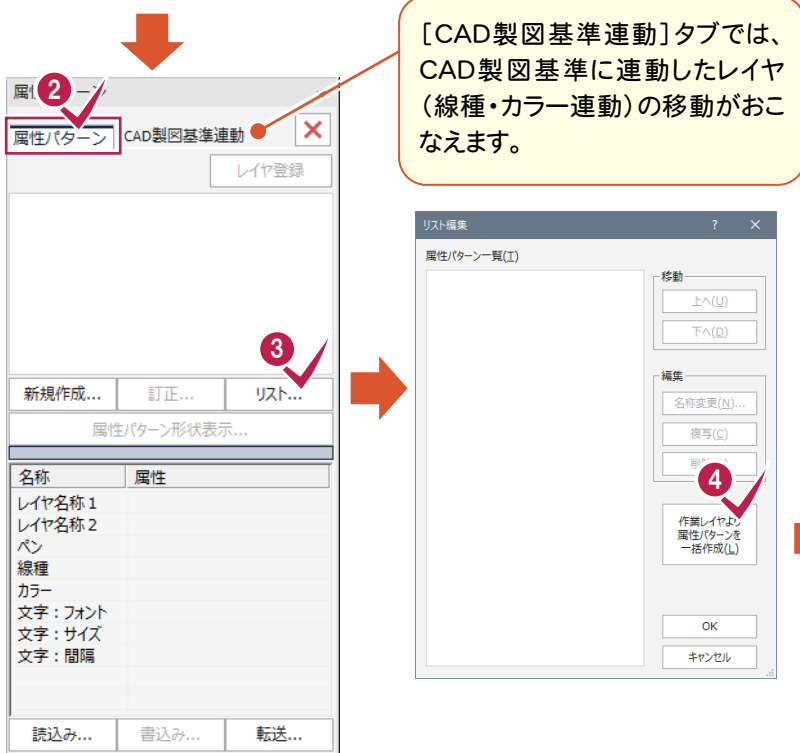 [CAD製図基準連動]タブでは、
CAD製図基準に連動したレイヤ
(線種・カラー連動)の移動がおこ
なえます。
2
属性パターン
CAD製図基準連動
レイヤ登録
3
新規作成...
訂正...
リスト...
属性パターン形状表示...
名称
属性
レイヤ名称 1
レイヤ名称 2
ペン
線種
カラー
文字：フォント
文字：サイズ
文字：間隔
読込み...
書込み...
転送...
リスト編集
?
属性パターン一覧(T)
移動
上へ(U)
下へ(D)
編集
名称変更(N)...
複写(C)
4
作業レイヤより
属性パターンを
一括作成(L)
OK
キャンセル